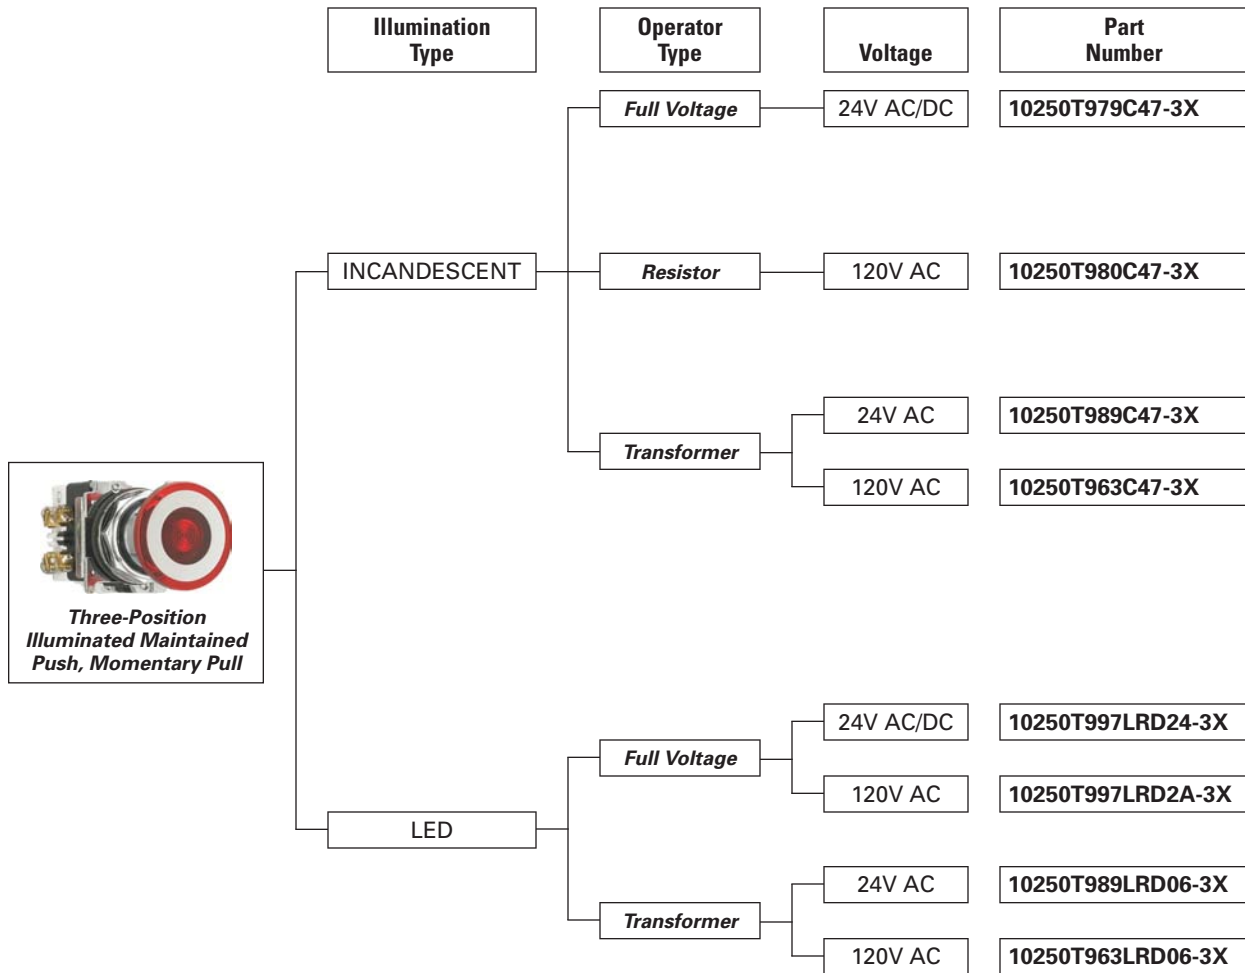 Illumination
Type
Operator
Type
Voltage
Part
Number
Full Voltage
24V AC/DC
10250T979C47-3X
INCANDESCENT
Resistor
120V AC
10250T980C47-3X
Transformer
24V AC
10250T989C47-3X
120V AC
10250T963C47-3X
Three-Position
Illuminated Maintained
Push, Momentary Pull
Full Voltage
24V AC/DC
10250T997LRD24-3X
120V AC
10250T997LRD2A-3X
LED
Transformer
24V AC
10250T989LRD06-3X
120V AC
10250T963LRD06-3X